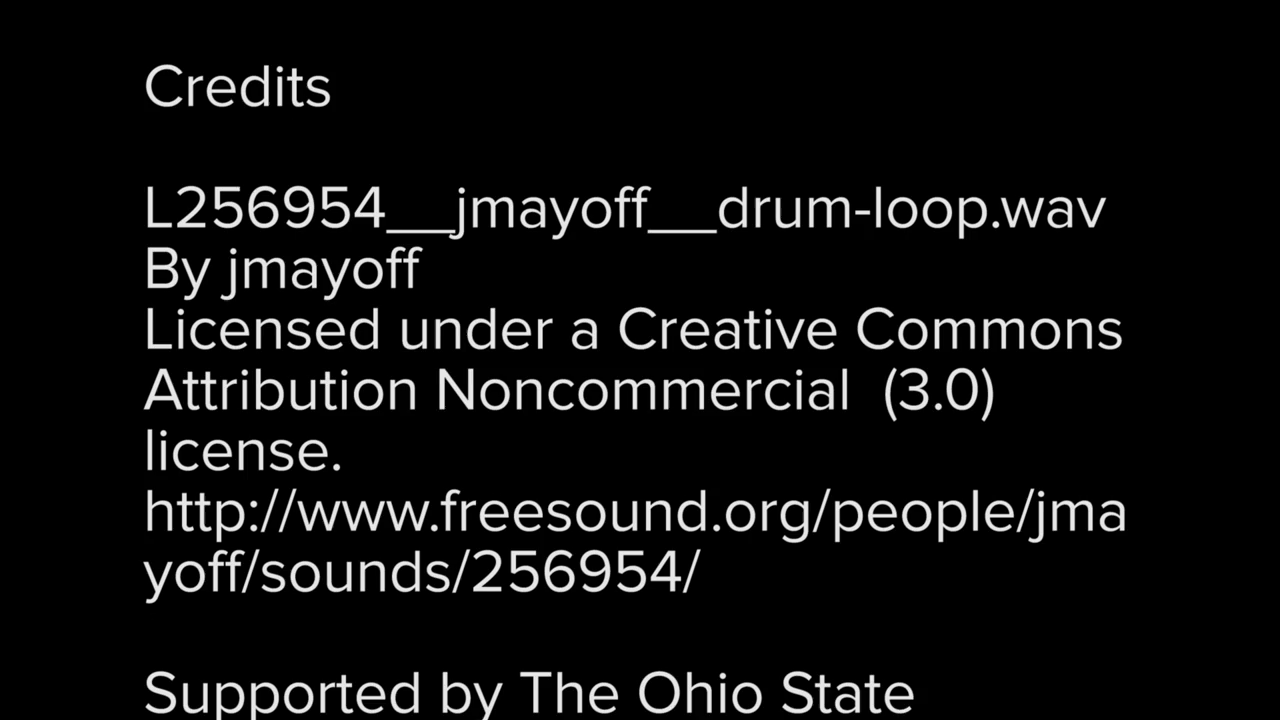 Credits
L256954__jmayoff__drum-loop.wav
By jmayoff
Licensed under a Creative Commons
Attribution Noncommercial  (3.0)
license.
http://www.freesound.org/people/jma
yoff/sounds/256954/
Supported by The Ohio State